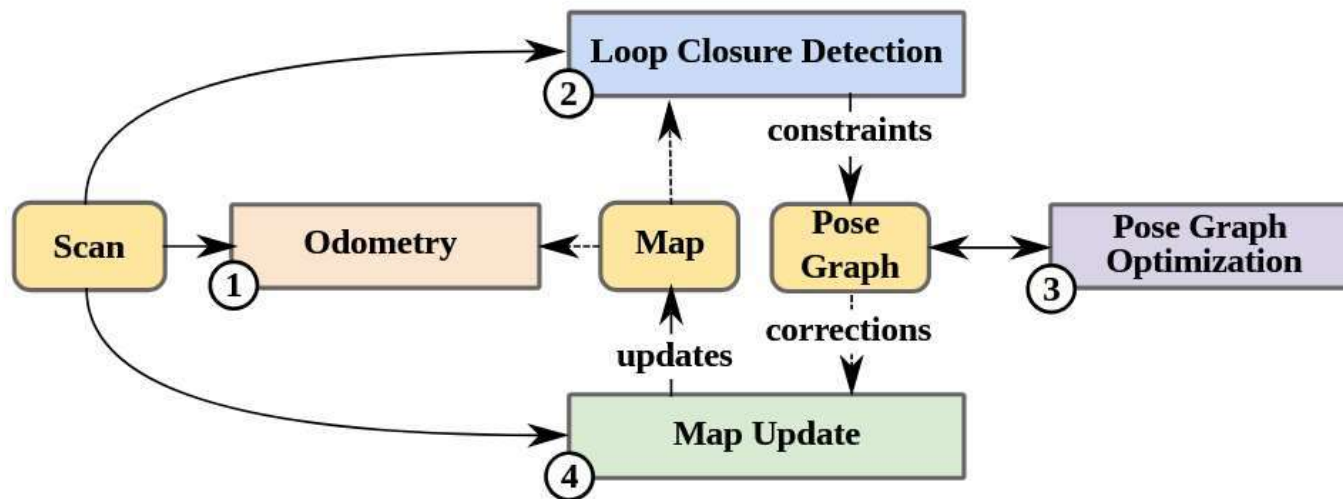 Loop Closure Detection
2
constraints
Scan
Odometry
1
Map
Pose
Graph
Pose Graph
Optimization
3
updates
corrections
Map Update
4